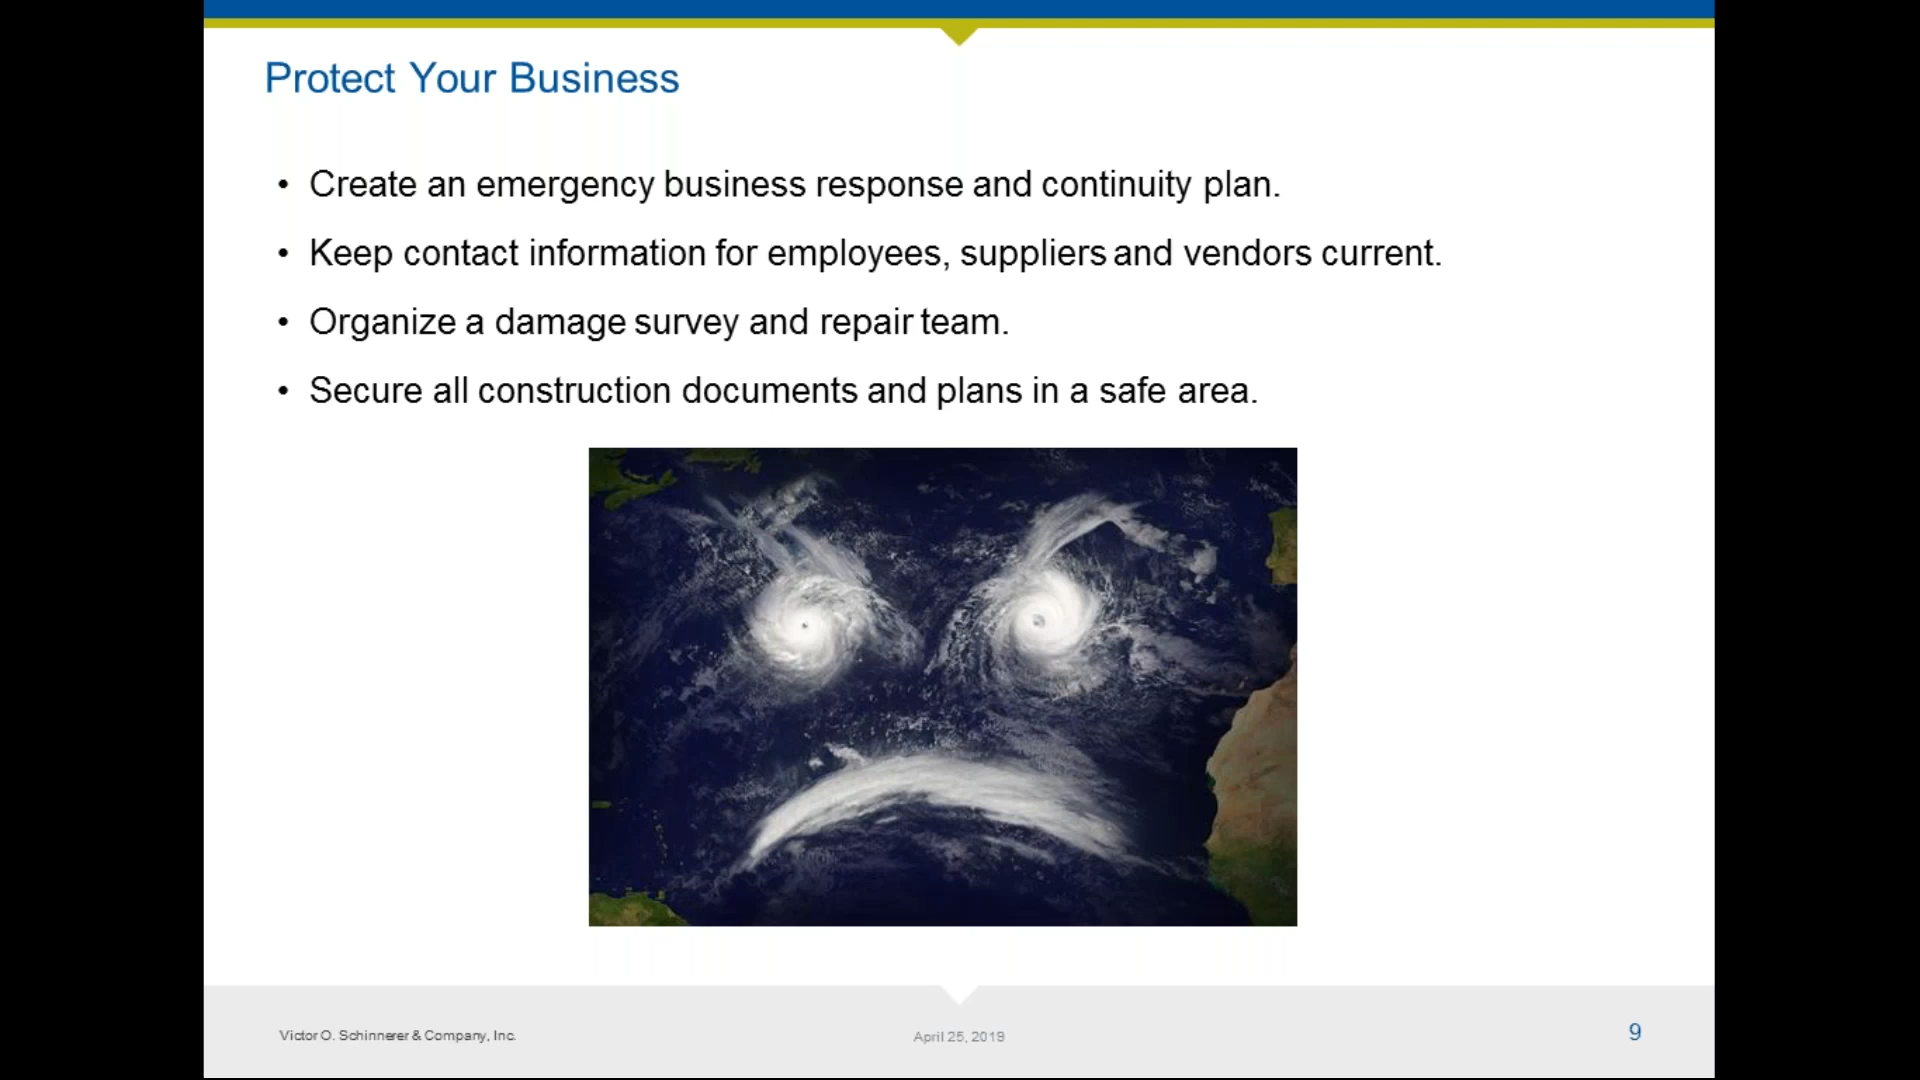 Protect Your Business
• Create an emergency business response and continuity plan.
• Keep contact information for employees, suppliers and vendors current.
• Organize a damage survey and repair team.
• Secure all construction documents and plans in a safe area.
Victor O. Schinnerer & Company, Inc.
April 25, 2019
9